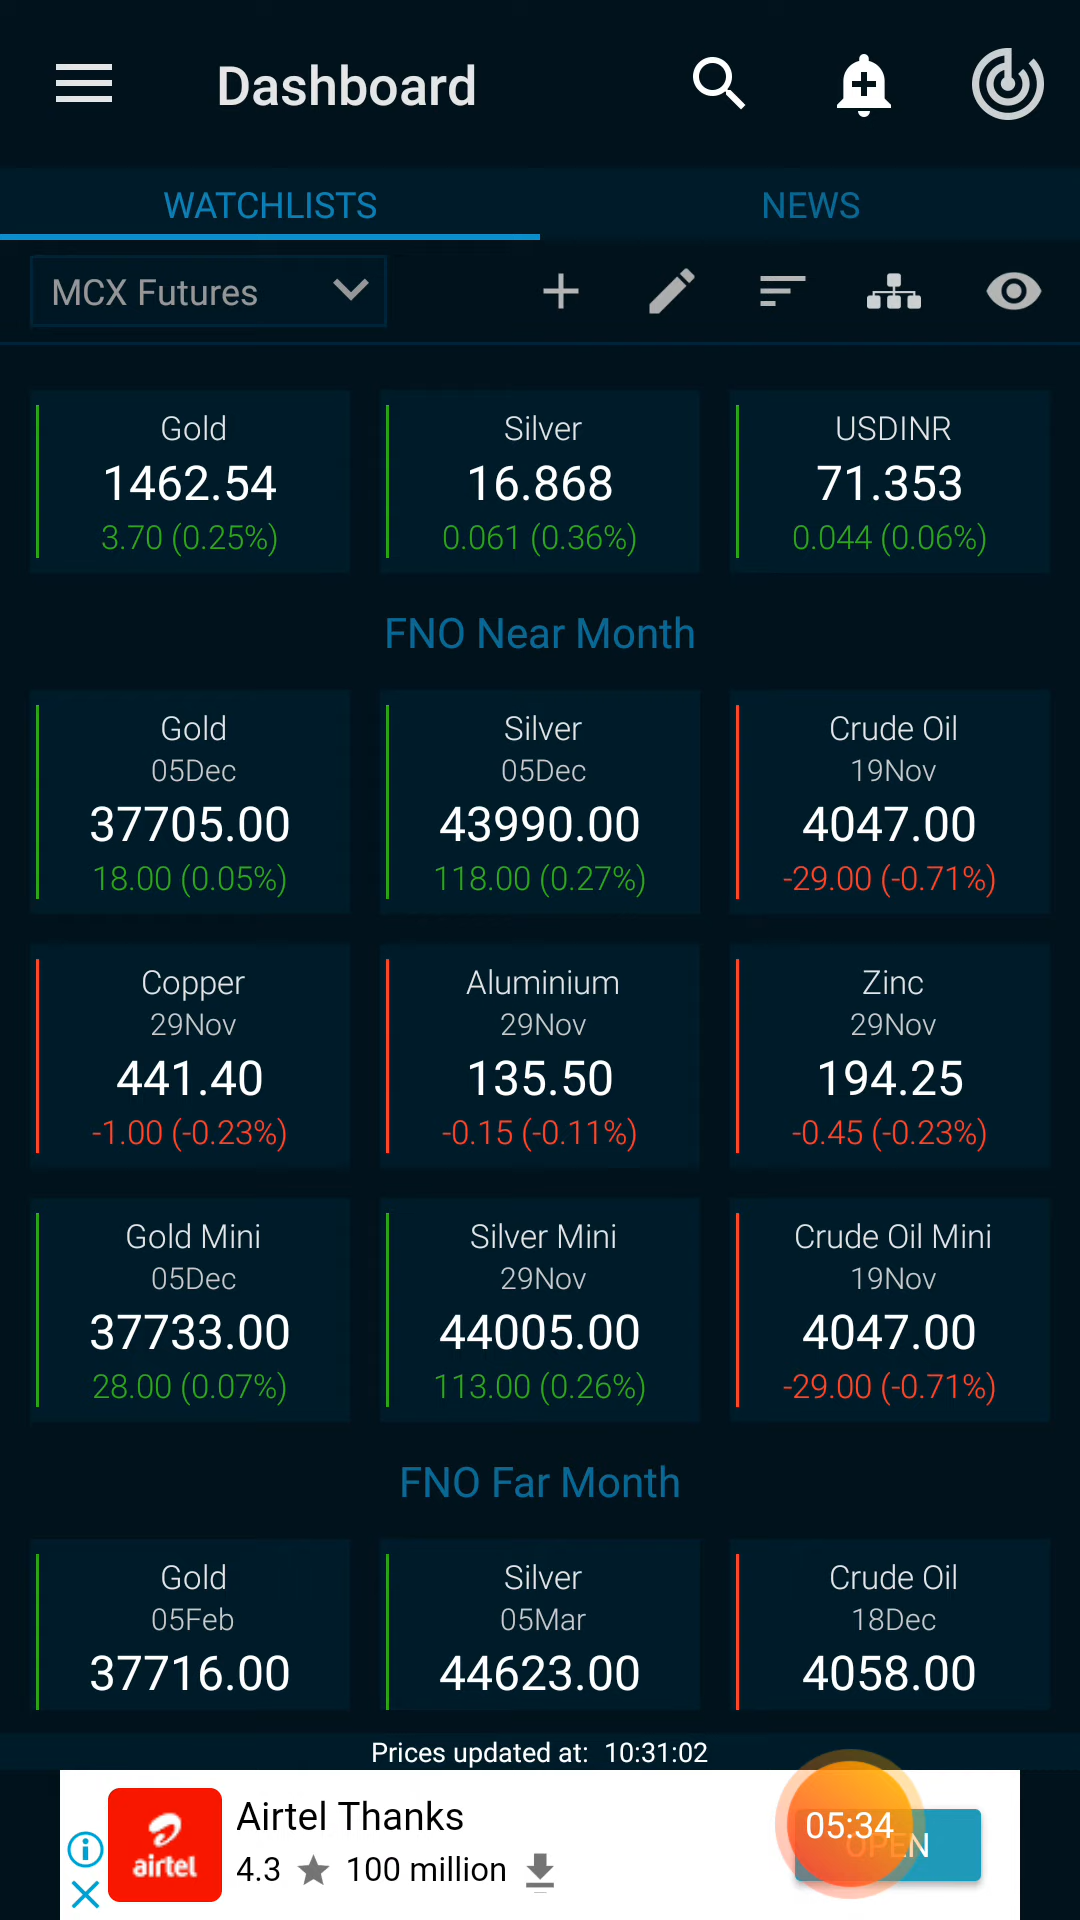 Dashboard
WATCHLISTS NEWS
MCX Futures
Gold Silver USDINR
1462.54 16.868 71.353
3.70 (0.25%) 0.061 (0.36%) 0.044 (0.06%)
FNO Near Month
Gold Silver Crude Oil
05Dec 05Dec 19Nov
37705.00 43990.00 4047.00
18.00 (0.05%) 118.00 (0.27%) -29.00 (-0.71%)
Copper Aluminium Zinc
29Nov 29Nov 29Nov
441.40 135.50 194.25
-1.00 (-0.23%) -0.15 (-0.11%) -0.45 (-0.23%)
Gold Mini Silver Mini Crude Oil Mini
05Dec 29Nov 19Nov
37733.00 44005.00 4047.00
28.00 (0.07%) 113.00 (0.26%) -29.00 (-0.71%)
FNO Far Month
Gold Silver Crude Oil
05Feb 05Mar 18Dec
37716.00 44623.00 4058.00
Prices updated at: 10:31:02
Airtel Thanks
airtel
4.3 100 million
05:34
OPEN